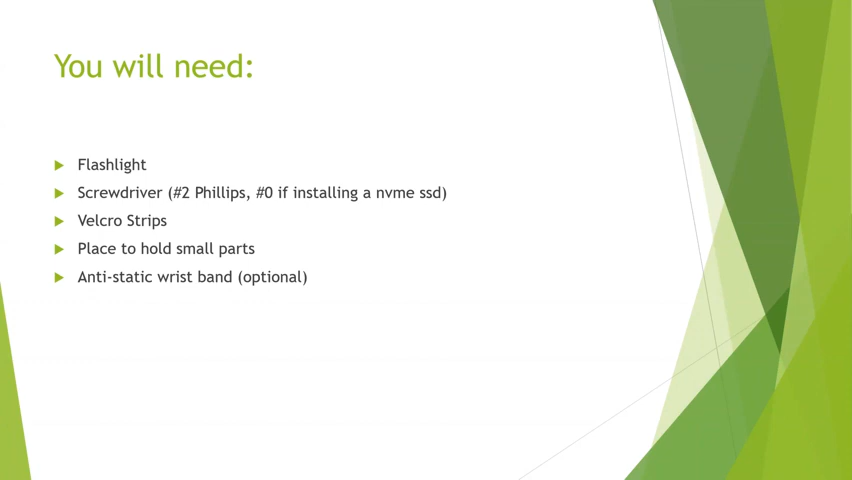 You will need:
Flashlight
Screwdriver (#2 Phillips, #0 if installing a nvme ssd)
Velcro Strips
Place to hold small parts
Anti-static wrist band (optional)